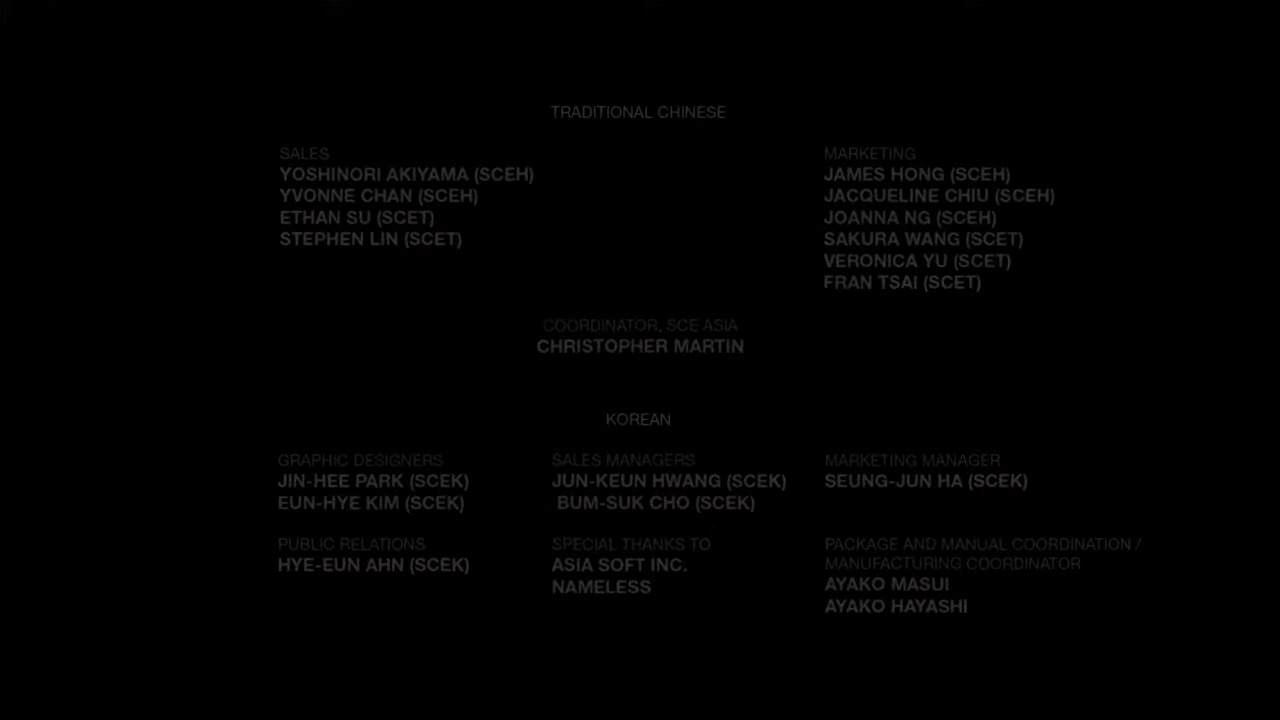 TRADITIONAL CHINESE
SALES
YOSHINORI AKIYAMA (SCEH)
YVONNE CHAN (SCEH)
ETHAN SU (SCET)
STEPHEN LIN (SCET)
MARKETING
JAMES HONG (SCEH)
JACQUELINE CHIU (SCEH)
JOANNA NG (SCEH)
SAKURA WANG (SCET)
VERONICA YU (SCET)
FRAN TSAI (SCET)
COORDINATOR, SCE ASIA
CHRISTOPHER MARTIN
KOREAN
GRAPHIC DESIGNERS
JIN-HEE PARK (SCEK)
EUN-HYE KIM (SCEK)
SALES MANAGERS
JUN-KEUN HWANG (SCEK)
BUM-SUK CHO (SCEK)
MARKETING MANAGER
SEUNG-JUN HA (SCEK)
PUBLIC RELATIONS
HYE-EUN AHN (SCEK)
SPECIAL THANKS TO
ASIA SOFT INC.
NAMELESS
PACKAGE AND MANUAL COORDINATION /
MANUFACTURING COORDINATOR
AYAKO MASUI
AYAKO HAYASHI